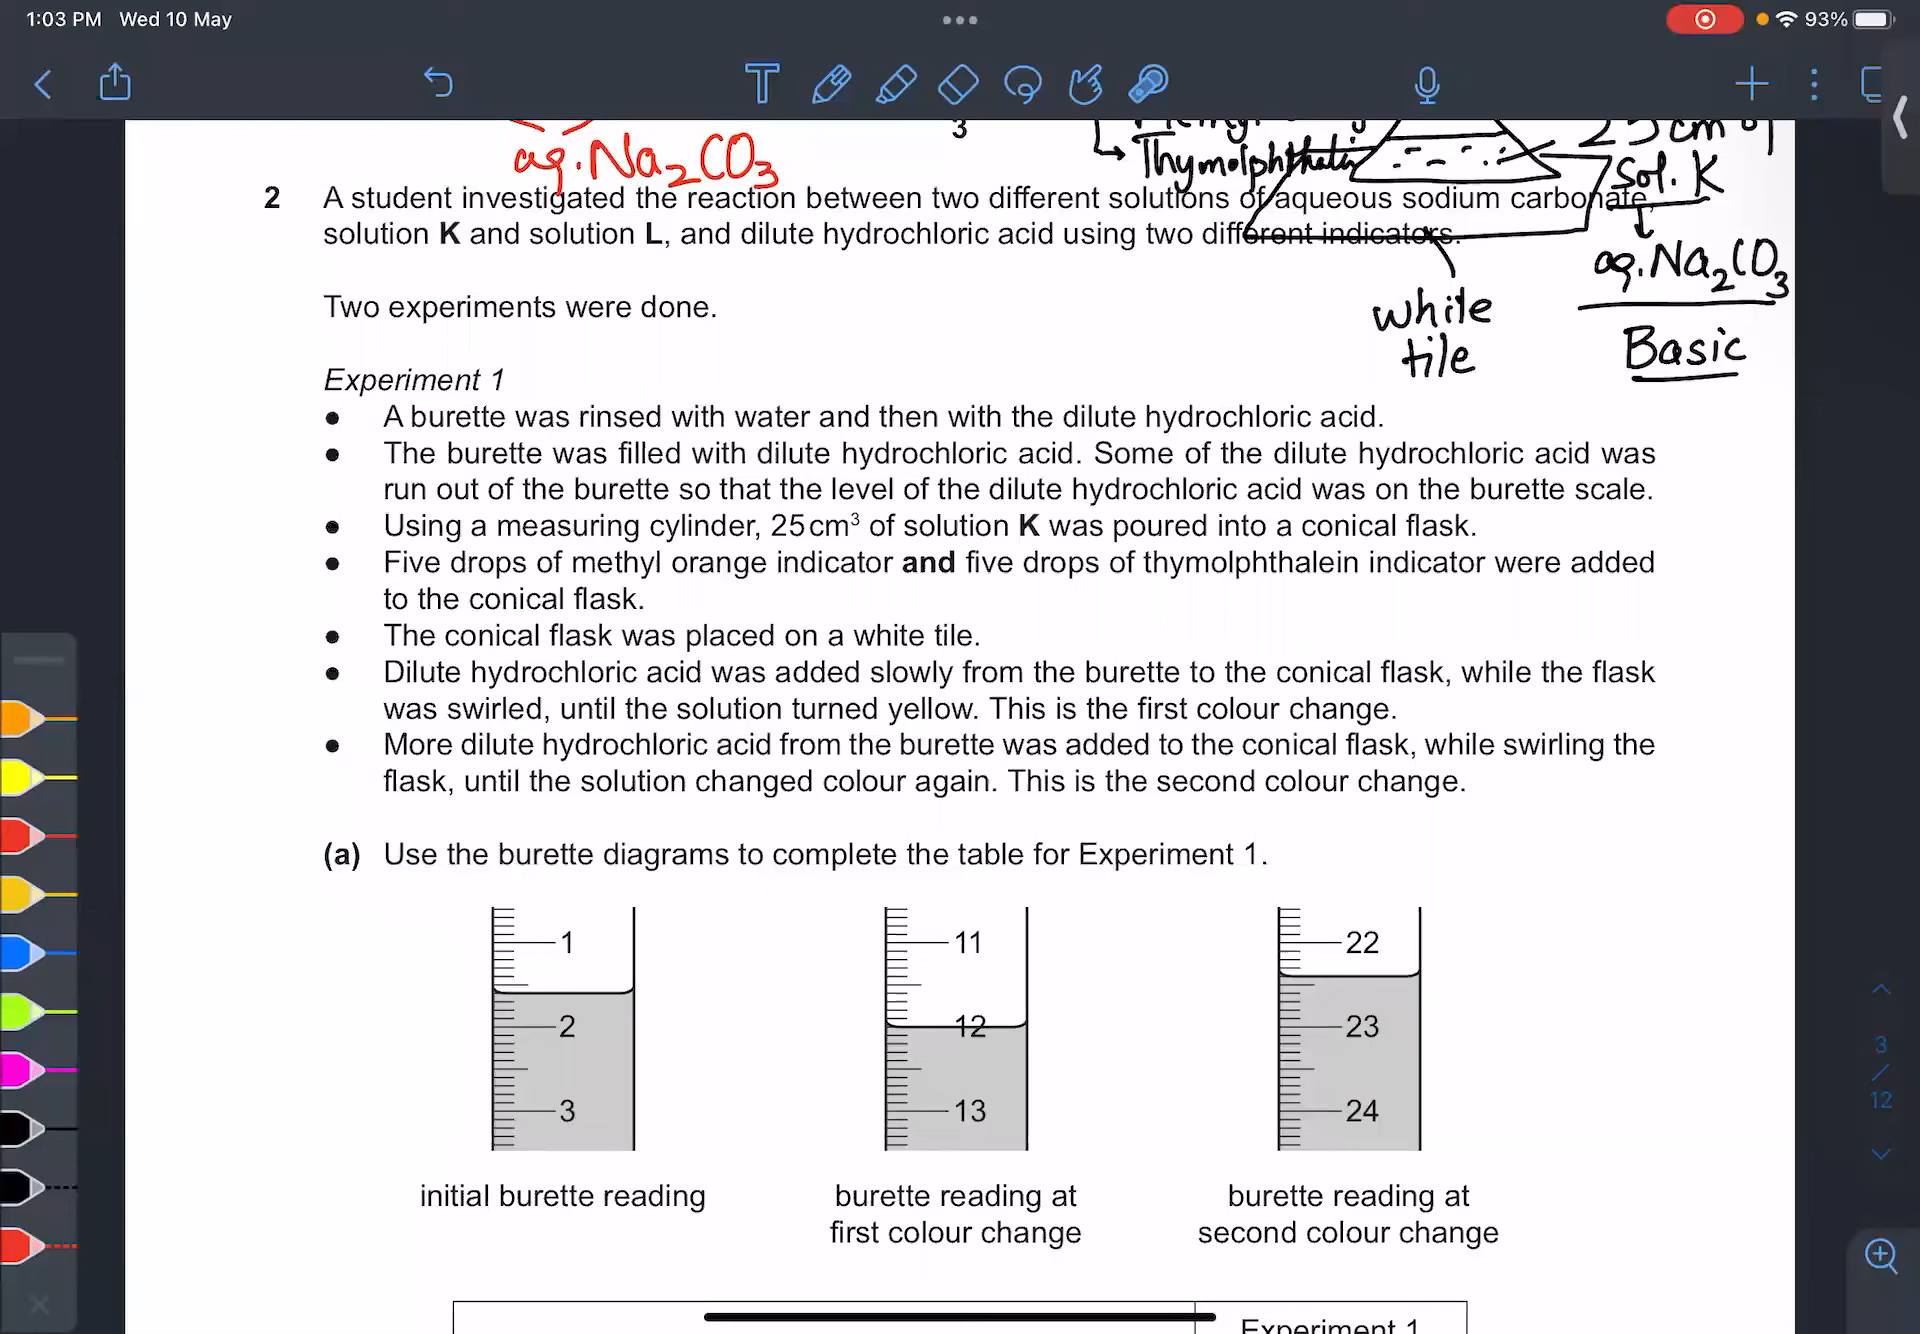 1:03 PM Wed 10 May
93%
3
aq. Na2CO3
Thymolphthalein
25 cm³ of
sol. K
aq. Na2CO3
Basic
white
tile
2 A student investigated the reaction between two different solutions of aqueous sodium carbonate,
solution K and solution L, and dilute hydrochloric acid using two different indicators.
Two experiments were done.
Experiment 1
● A burette was rinsed with water and then with the dilute hydrochloric acid.
● The burette was filled with dilute hydrochloric acid. Some of the dilute hydrochloric acid was
run out of the burette so that the level of the dilute hydrochloric acid was on the burette scale.
● Using a measuring cylinder, 25 cm³ of solution K was poured into a conical flask.
● Five drops of methyl orange indicator and five drops of thymolphthalein indicator were added
to the conical flask.
● The conical flask was placed on a white tile.
● Dilute hydrochloric acid was added slowly from the burette to the conical flask, while the flask
was swirled, until the solution turned yellow. This is the first colour change.
● More dilute hydrochloric acid from the burette was added to the conical flask, while swirling the
flask, until the solution changed colour again. This is the second colour change.
(a) Use the burette diagrams to complete the table for Experiment 1.
1 11 22
2 12 23
3 13 24
initial burette reading
burette reading at
first colour change
burette reading at
second colour change
Experiment 1
3
/
12